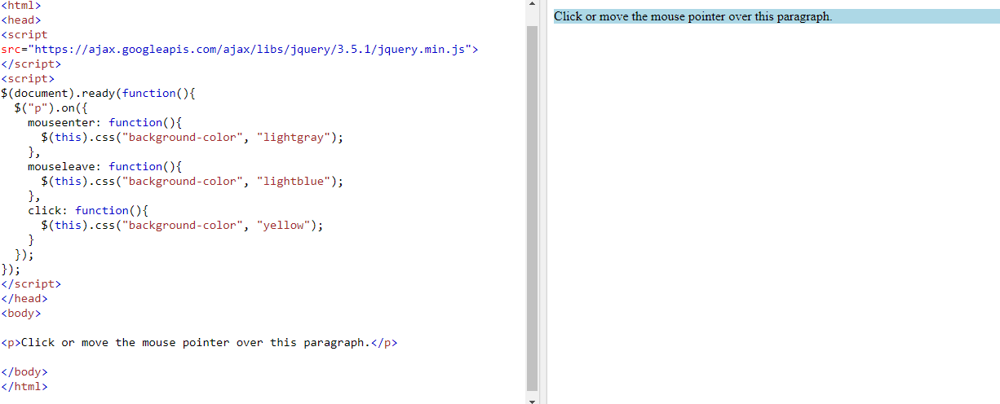 <html>
<head>
<script
src="https://ajax.googleapis.com/ajax/libs/jquery/3.5.1/jquery.min.js">
</script>
<script>
$(document).ready(function(){
  $("p").on({
    mouseenter: function(){
      $(this).css("background-color", "lightgray");
    },
    mouseleave: function(){
      $(this).css("background-color", "lightblue");
    },
    click: function(){
      $(this).css("background-color", "yellow");
    }
  });
});
</script>
</head>
<body>
<p>Click or move the mouse pointer over this paragraph.</p>
</body>
</html>
Click or move the mouse pointer over this paragraph.